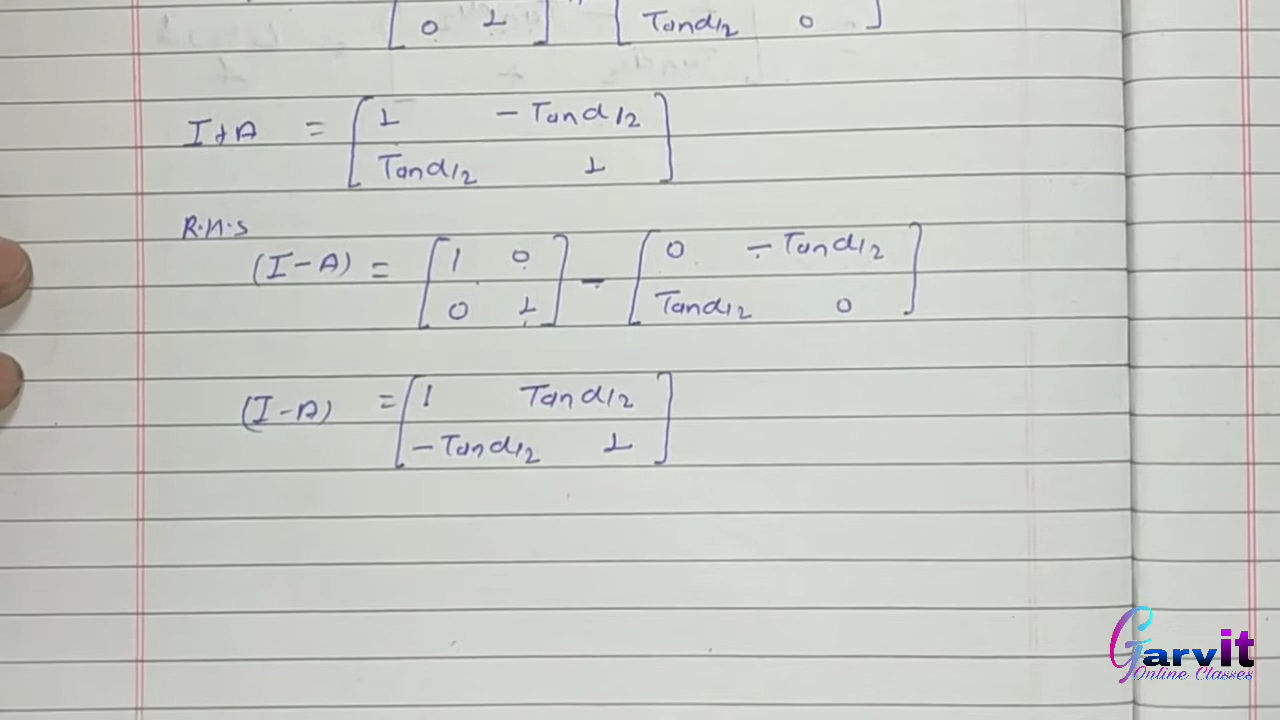 0 1 Tanα/2 0
I+A = 1 - Tanα/2
Tanα/2 1
R.H.S
(I-A) = 1 0 - 0 - Tanα/2
0 1 Tanα/2 0
(I-A) = 1 Tanα/2
- Tanα/2 1
Garvit
Online Classes